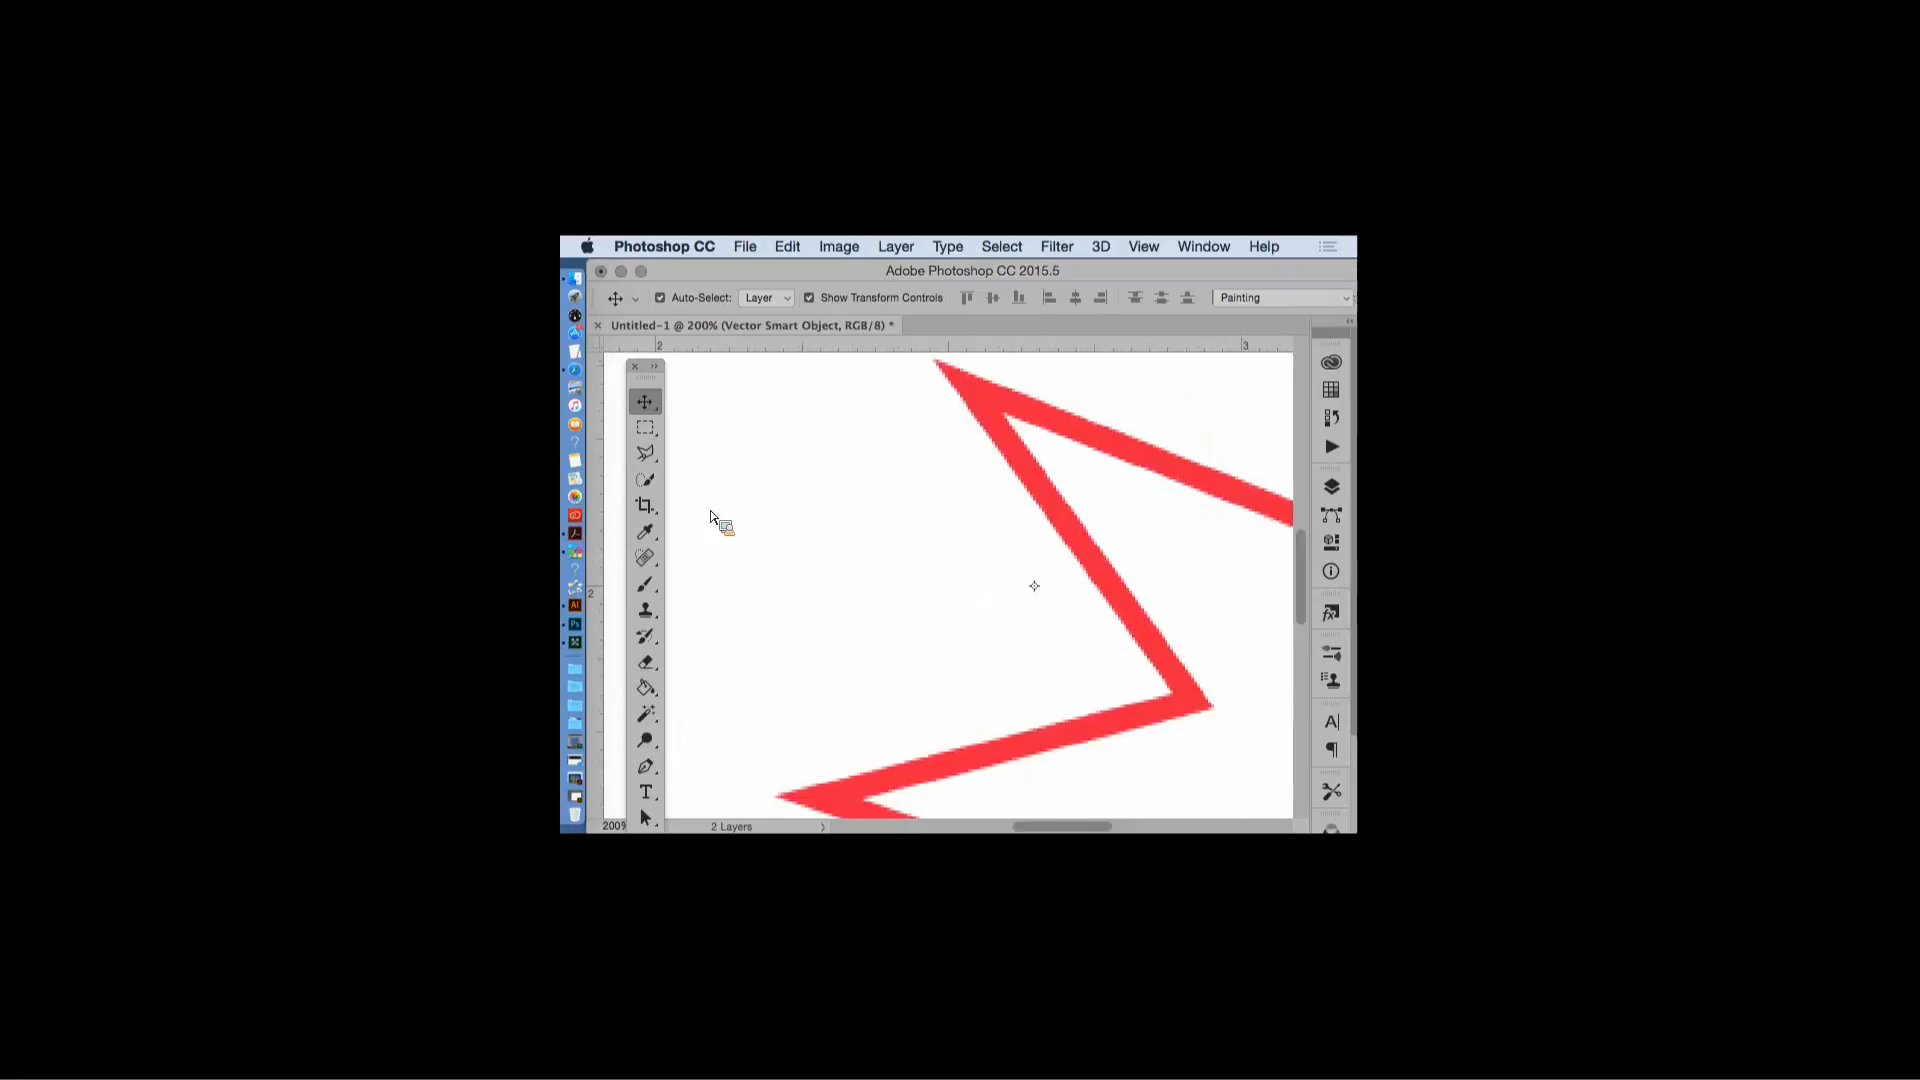 Photoshop CC File Edit Image Layer Type Select Filter 3D View Window Help
Adobe Photoshop CC 2015.5
Auto-Select: Layer Show Transform Controls Painting
Untitled-1 @ 200% (Vector Smart Object, RGB/8) *
2 3
2
Ai
Ps
T
A
200% 2 Layers